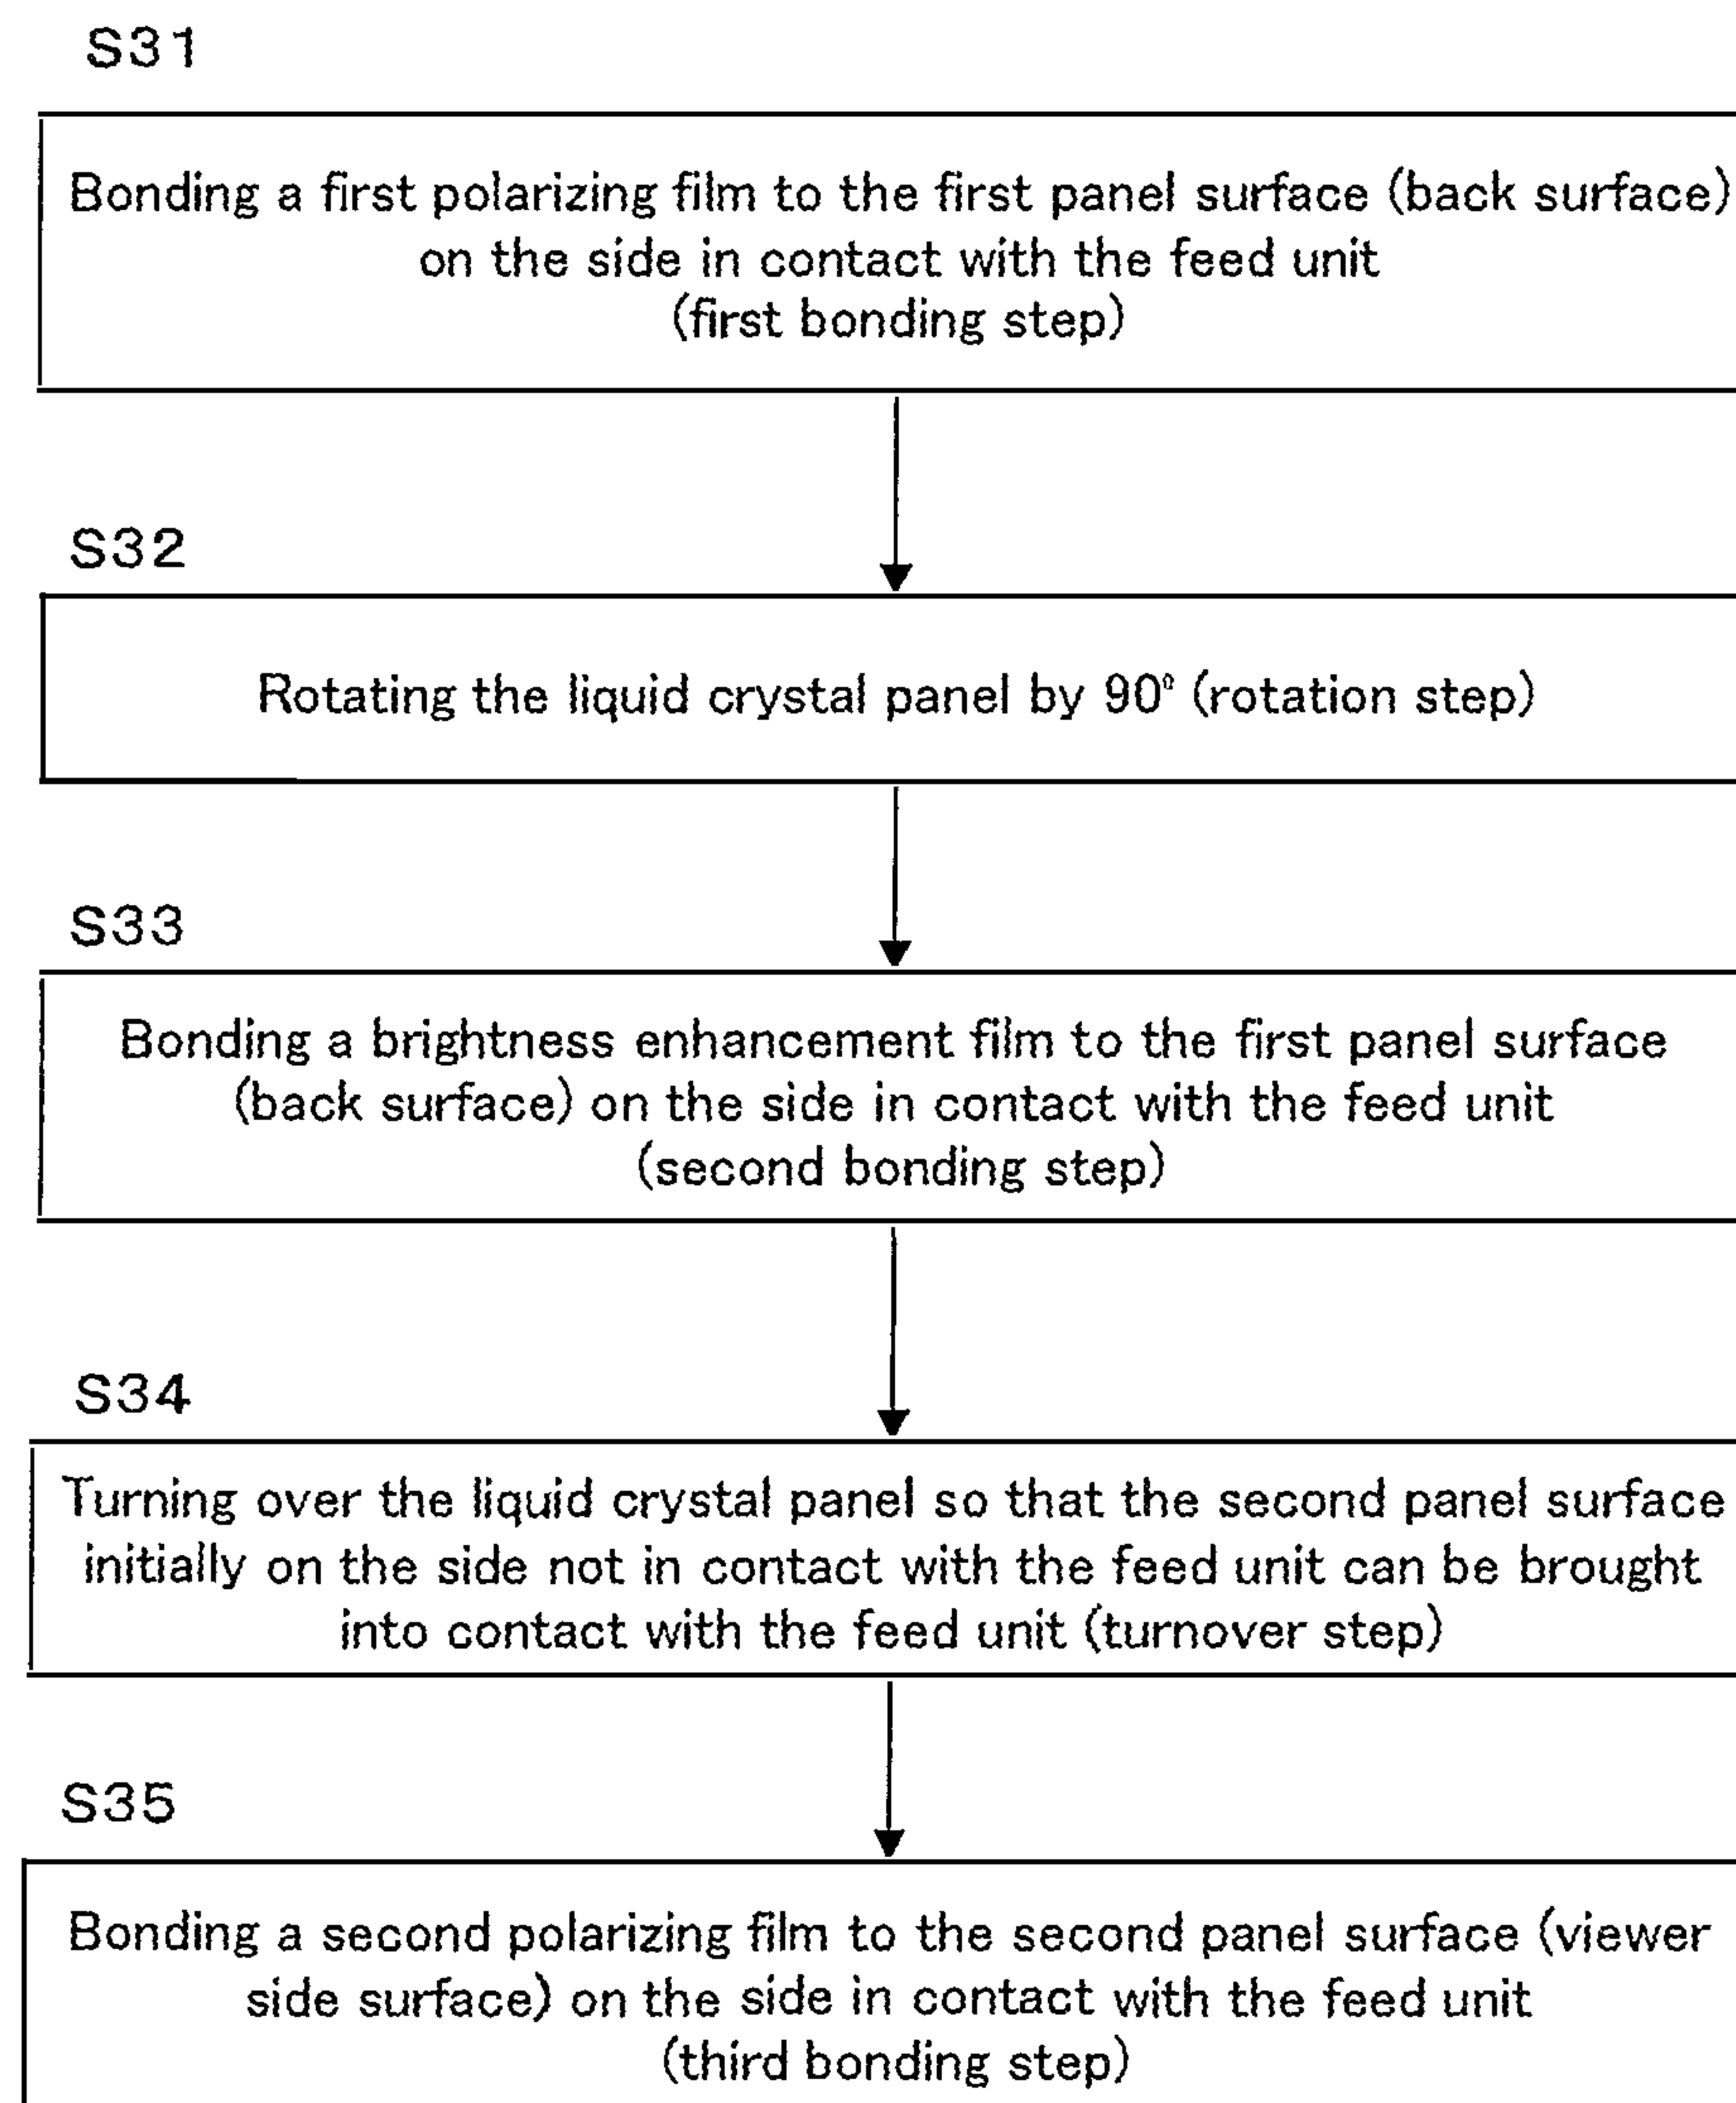 S31
Bonding a first polarizing film to the first panel surface (back surface)
on the side in contact with the feed unit
(first bonding step)
S32
Rotating the liquid crystal panel by 90° (rotation step)
S33
Bonding a brightness enhancement film to the first panel surface
(back surface) on the side in contact with the feed unit
(second bonding step)
S34
Turning over the liquid crystal panel so that the second panel surface
initially on the side not in contact with the feed unit can be brought
into contact with the feed unit (turnover step)
S35
Bonding a second polarizing film to the second panel surface (viewer
side surface) on the side in contact with the feed unit
(third bonding step)